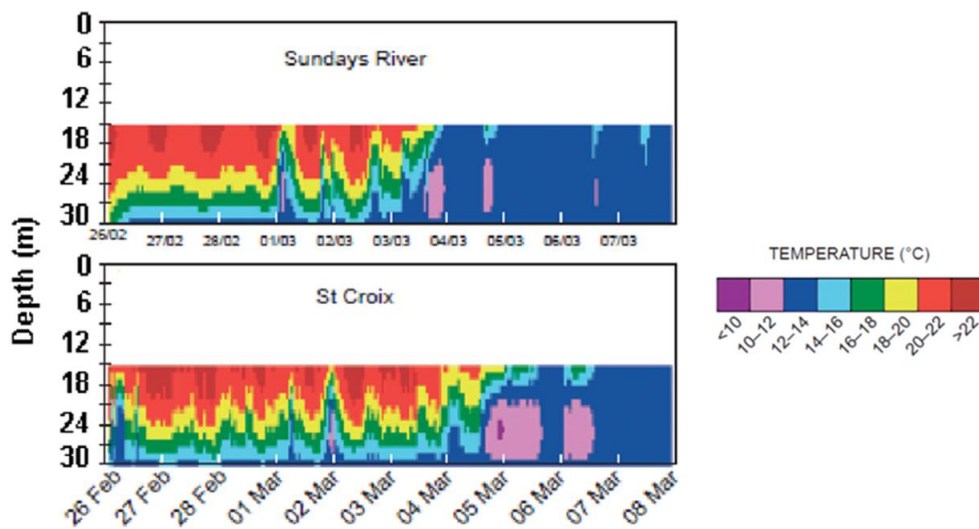 0
6
12
18
24
30
Sundays River
26/02 27/02 28/02 01/03 02/03 03/03 04/03 05/03 06/03 07/03
Depth (m)
0
6
12
18
24
30
St Croix
26 Feb 27 Feb 28 Feb 01 Mar 02 Mar 03 Mar 04 Mar 05 Mar 06 Mar 07 Mar 08 Mar
TEMPERATURE (°C)
<10 10–12 12–14 14–16 16–18 18–20 20–22 >22